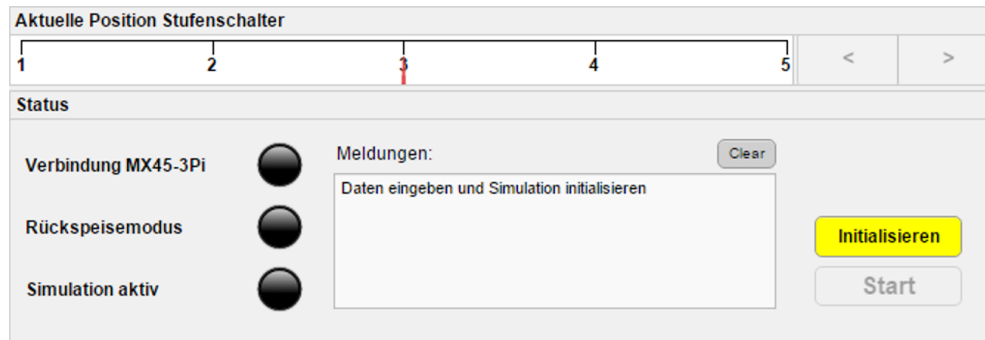 Aktuelle Position Stufenschalter
1 2 3 4 5 < >
Status
Verbindung MX45-3Pi
Meldungen:
Clear
Daten eingeben und Simulation initialisieren
Rückspeisemodus
Initialisieren
Simulation aktiv
Start